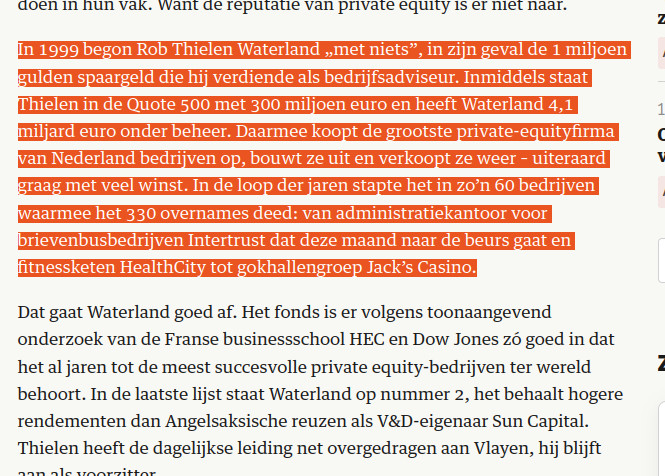 doen in hun vak. Want de reputatie van private equity is er niet naar.
In 1999 begon Rob Thielen Waterland „met niets”, in zijn geval de 1 miljoen
gulden spaargeld die hij verdiende als bedrijfsadviseur. Inmiddels staat
Thielen in de Quote 500 met 300 miljoen euro en heeft Waterland 4,1
miljard euro onder beheer. Daarmee koopt de grootste private-equityfirma
van Nederland bedrijven op, bouwt ze uit en verkoopt ze weer – uiteraard
graag met veel winst. In de loop der jaren stapte het in zo’n 60 bedrijven
waarmee het 330 overnames deed: van administratiekantoor voor
brievenbusbedrijven Intertrust dat deze maand naar de beurs gaat en
fitnessketen HealthCity tot gokhallengroep Jack’s Casino.
Dat gaat Waterland goed af. Het fonds is er volgens toonaangevend
onderzoek van de Franse businessschool HEC en Dow Jones zó goed in dat
het al jaren tot de meest succesvolle private equity-bedrijven ter wereld
behoort. In de laatste lijst staat Waterland op nummer 2, het behaalt hogere
rendementen dan Angelsaksische reuzen als V&D-eigenaar Sun Capital.
Thielen heeft de dagelijkse leiding net overgedragen aan Vlayen, hij blijft
aan als voorzitter.